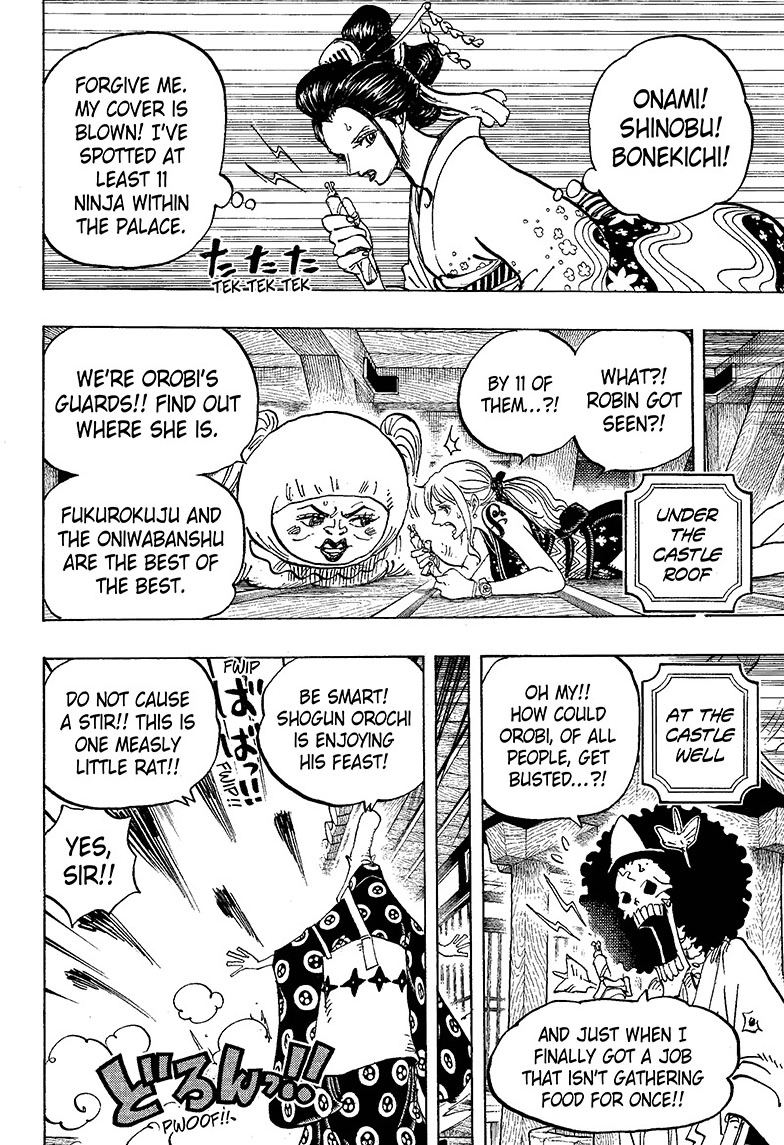 ONAMI!
SHINOBU!
BONEKICHI!
FORGIVE ME.
MY COVER IS
BLOWN! I'VE
SPOTTED AT
LEAST 11
NINJA WITHIN
THE PALACE.
たたた
TEK-TEK-TEK
UNDER
THE
CASTLE
ROOF
WHAT?!
ROBIN GOT
SEEN?!
BY 11 OF
THEM...?!
WE'RE OROBI'S
GUARDS!! FIND OUT
WHERE SHE IS.
FUKUROKUJU AND
THE ONIWABANSHU
ARE THE BEST OF
THE BEST.
AT THE
CASTLE
WELL
OH MY!!
HOW COULD
OROBI, OF ALL
PEOPLE, GET
BUSTED...?!
AND JUST WHEN I
FINALLY GOT A JOB
THAT ISN'T GATHERING
FOOD FOR ONCE!!
BE SMART!
SHOGUN OROCHI
IS ENJOYING
HIS FEAST!
FWIP
ばばっ!!
FWIP!!
DO NOT CAUSE
A STIR!! THIS IS
ONE MEASLY
LITTLE RAT!!
YES,
SIR!!
どろんっ!!
PWOOF!!